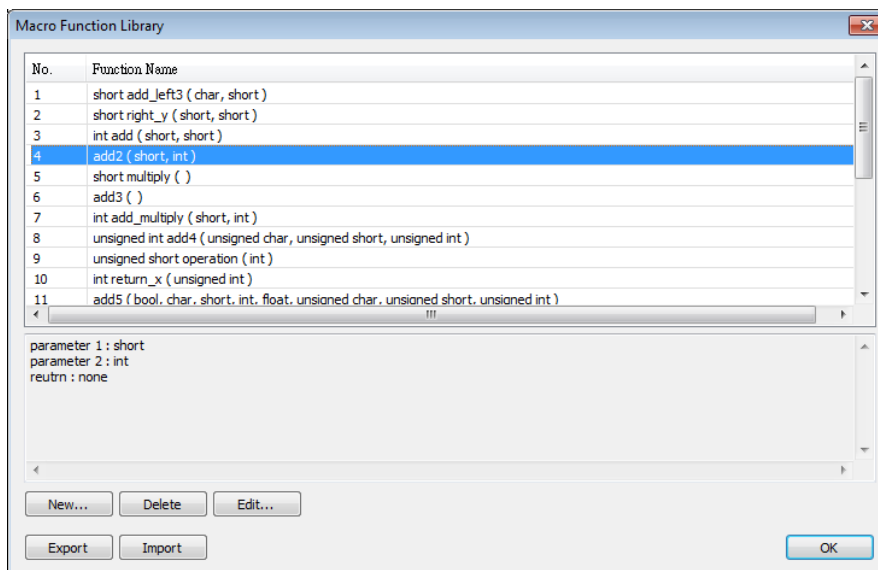 Macro Function Library
No. Function Name
1 short add_left3 ( char, short )
2 short right_y ( short, short )
3 int add ( short, short )
4 add2 ( short, int )
5 short multiply ( )
6 add3 ( )
7 int add_multiply ( short, int )
8 unsigned int add4 ( unsigned char, unsigned short, unsigned int )
9 unsigned short operation ( int )
10 int return_x ( unsigned int )
11 add5 ( bool, char, short, int, float, unsigned char, unsigned short, unsigned int )
parameter 1 : short
parameter 2 : int
reutrn : none
New... Delete Edit...
Export Import OK